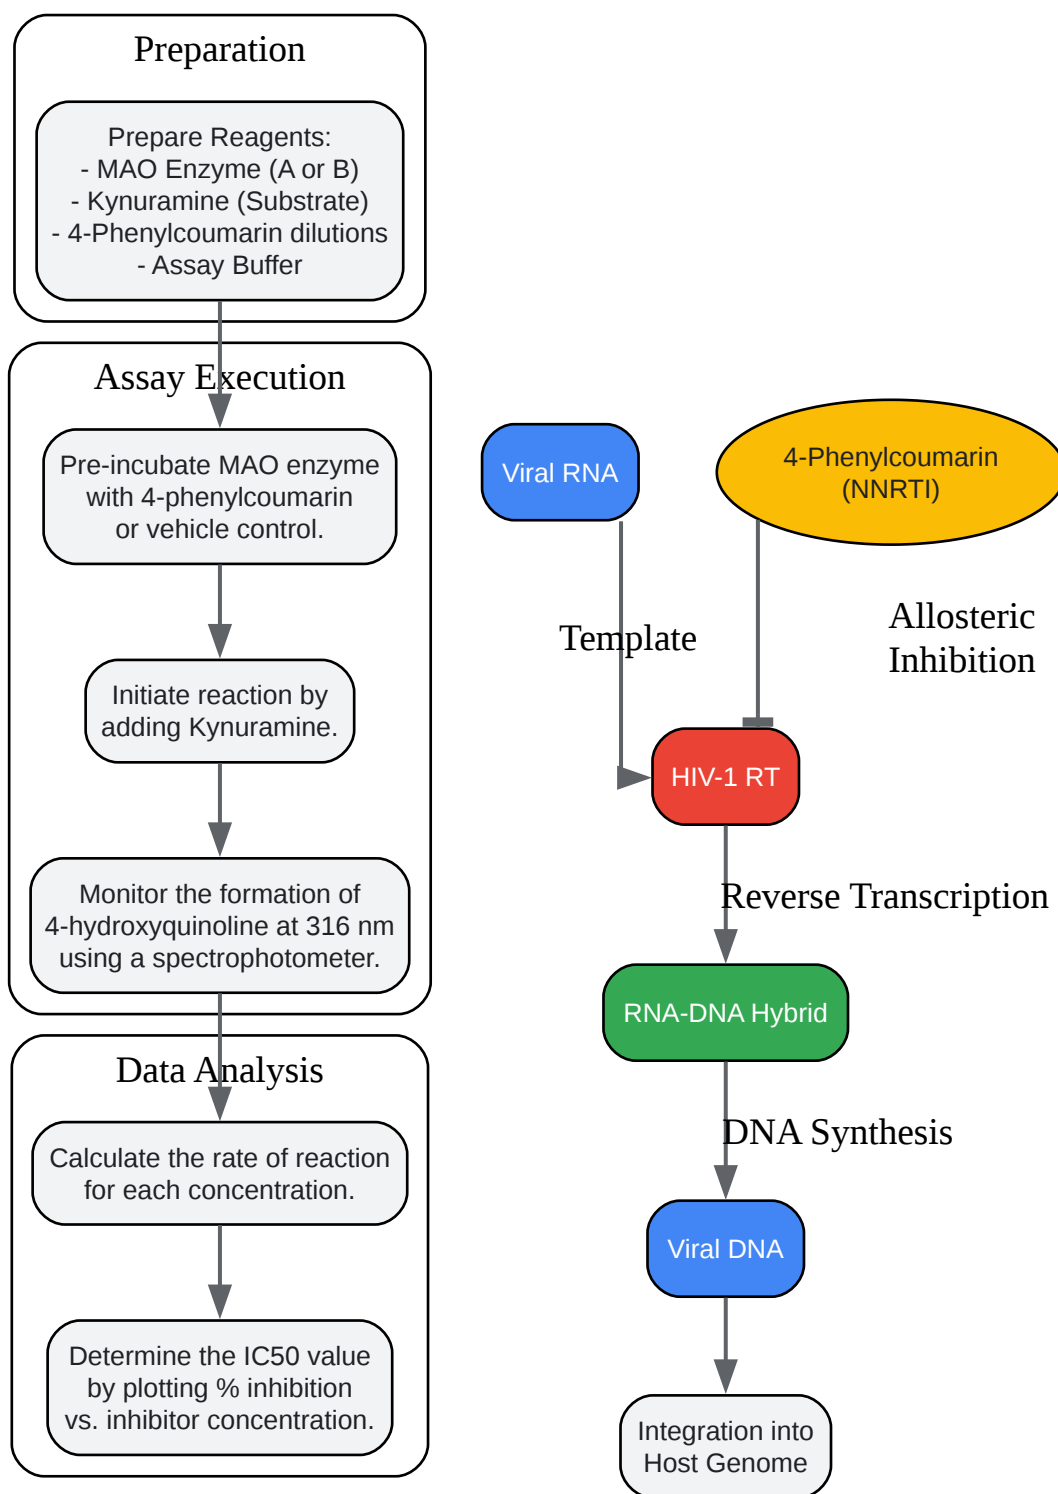 Preparation
Prepare Reagents:
- MAO Enzyme (A or B)
- Kynuramine (Substrate)
- 4-Phenylcoumarin dilutions
- Assay Buffer
Assay Execution
Pre-incubate MAO enzyme
with 4-phenylcoumarin
or vehicle control.
Initiate reaction by
adding Kynuramine.
Monitor the formation of
4-hydroxyquinoline at 316 nm
using a spectrophotometer.
Data Analysis
Calculate the rate of reaction
for each concentration.
Determine the IC50 value
by plotting % inhibition
vs. inhibitor concentration.
Viral RNA
4-Phenylcoumarin
(NNRTI)
Template
Allosteric
Inhibition
HIV-1 RT
Reverse Transcription
RNA-DNA Hybrid
DNA Synthesis
Viral DNA
Integration into
Host Genome